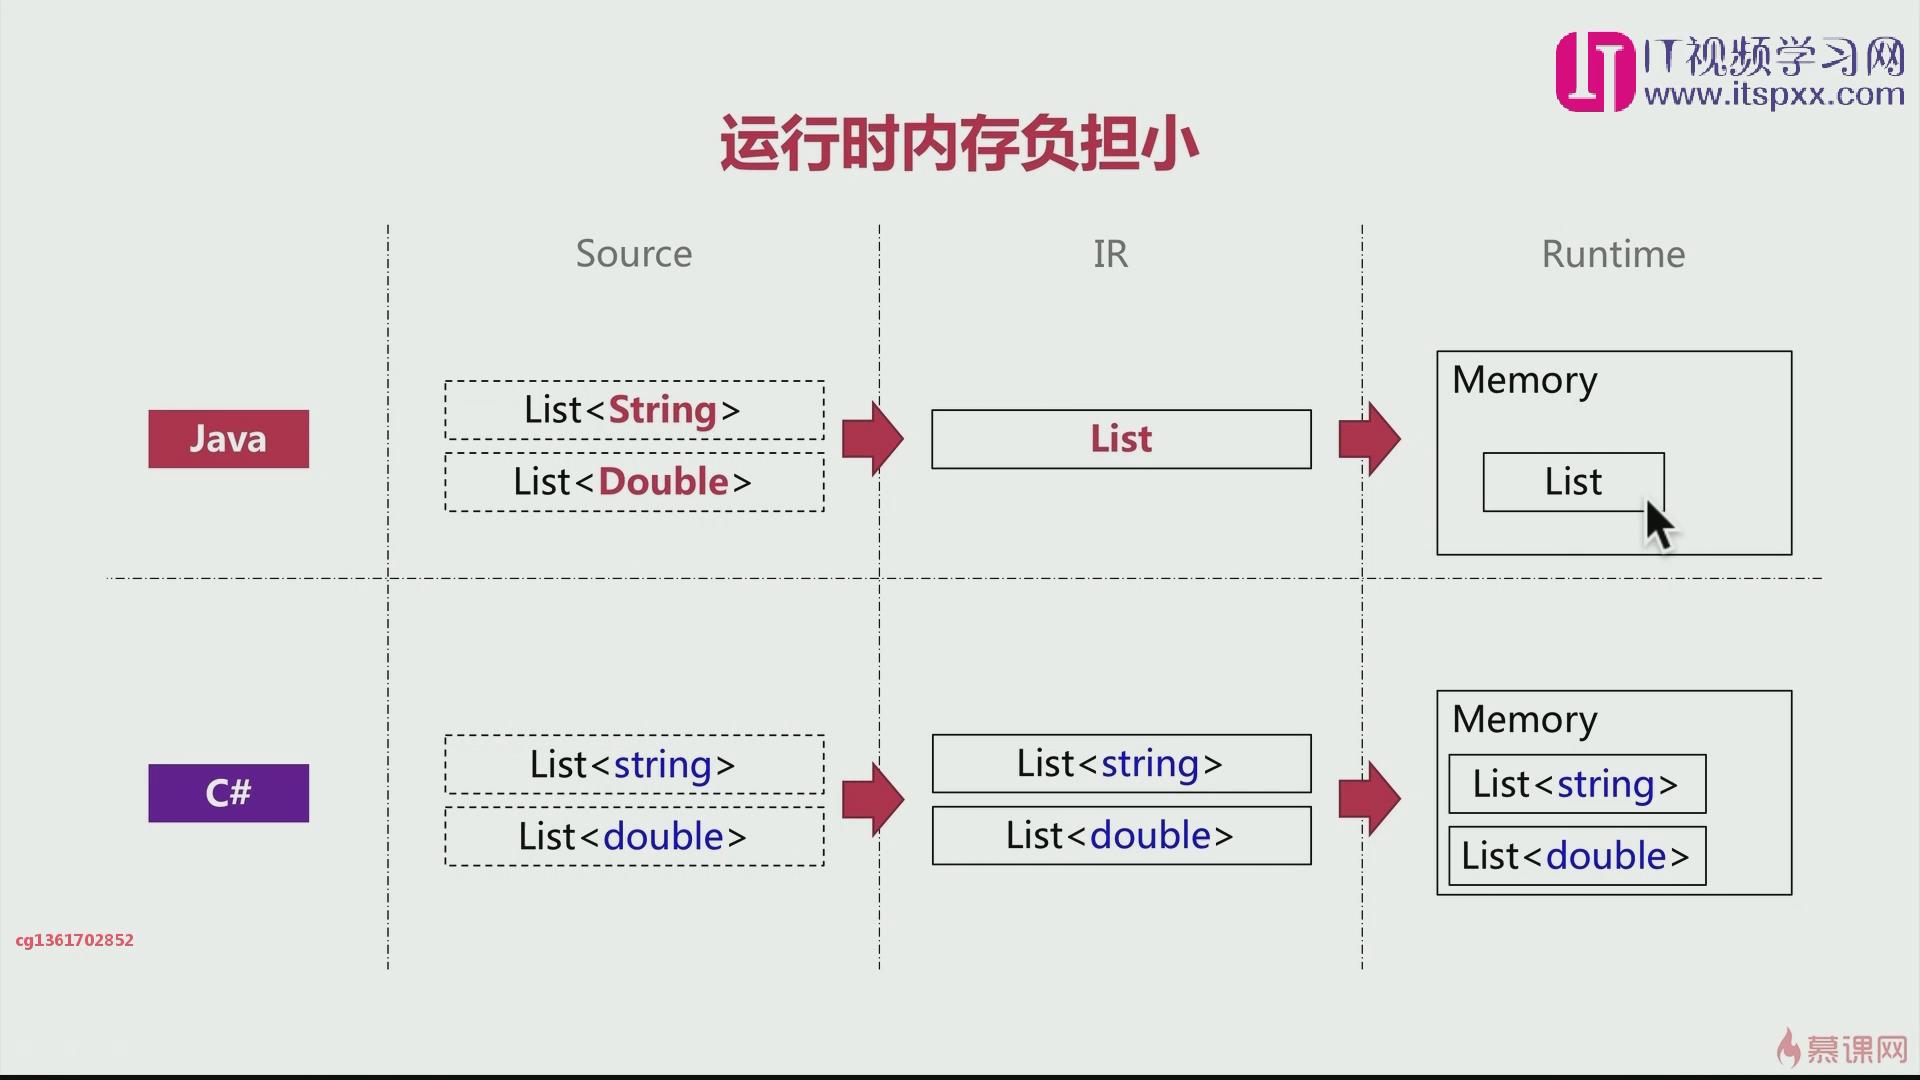 IT视频学习网
www.itspxx.com
运行时内存负担小
Source
IR
Runtime
Java
List<String>
List<Double>
List
Memory
List
C#
List<string>
List<double>
List<string>
List<double>
Memory
List<string>
List<double>
cg1361702852
慕课网